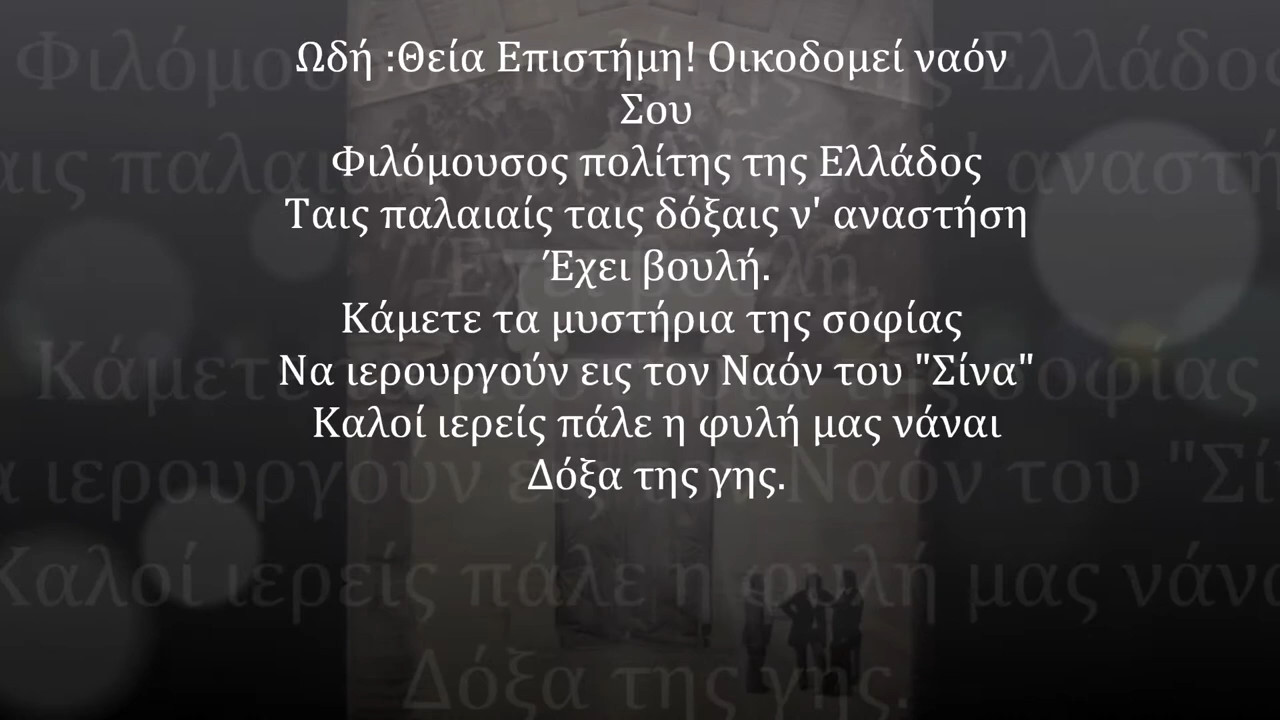 Ωδή :Θεία Επιστήμη! Οικοδομεί ναόν
Σου
Φιλόμουσος πολίτης της Ελλάδος
Ταις παλαιαίς ταις δόξαις ν' αναστήση
Έχει βουλή.
Κάμετε τα μυστήρια της σοφίας
Να ιερουργούν εις τον Ναόν του "Σίνα"
Καλοί ιερείς πάλε η φυλή μας νάναι
Δόξα της γης.